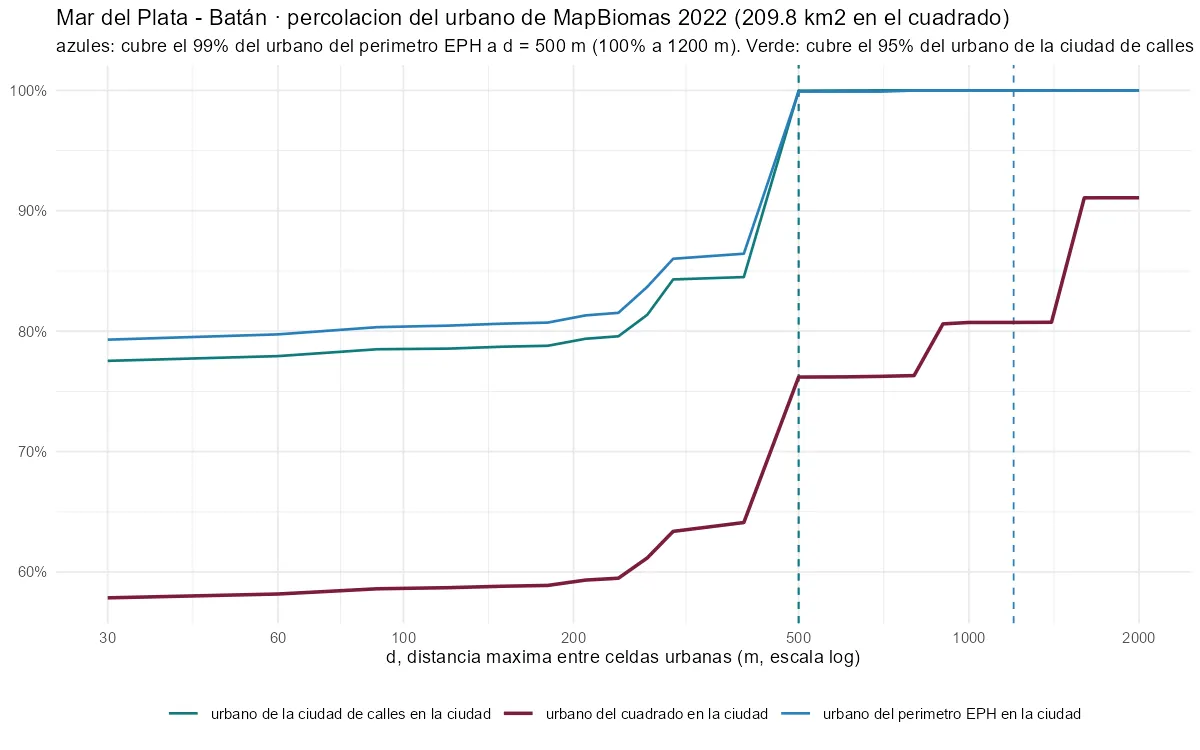 Mar del Plata - Batán · percolacion del urbano de MapBiomas 2022 (209.8 km2 en el cuadrado)
azules: cubre el 99% del urbano del perimetro EPH a d = 500 m (100% a 1200 m). Verde: cubre el 95% del urbano de la ciudad de calles
100%
90%
80%
70%
60%
30 60 100 200 500 1000 2000
d, distancia maxima entre celdas urbanas (m, escala log)
urbano de la ciudad de calles en la ciudad urbano del cuadrado en la ciudad urbano del perimetro EPH en la ciudad